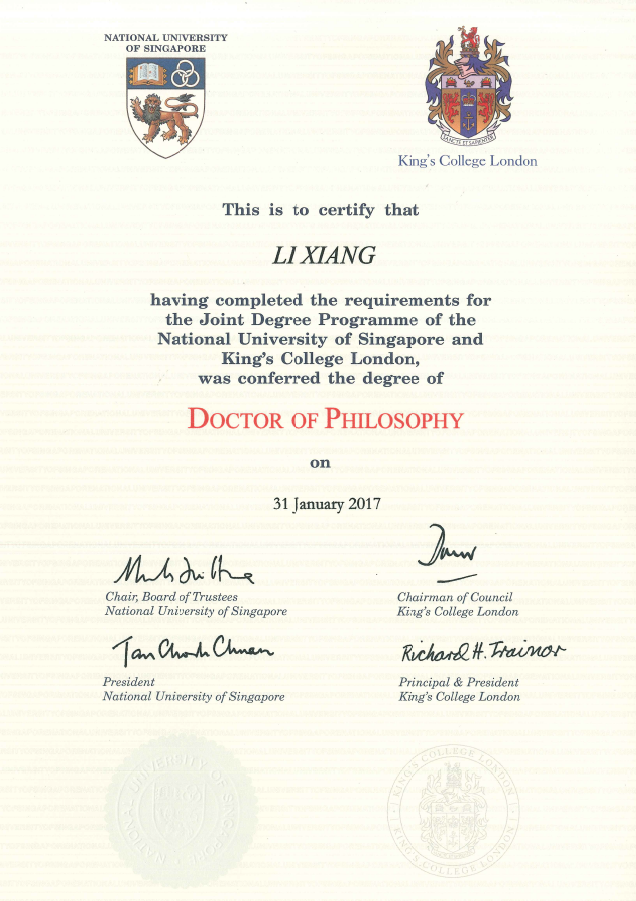 NATIONAL UNIVERSITY
OF SINGAPORE
SANCTE ET SAPIENTER
King's College London
This is to certify that
LI XIANG
having completed the requirements for
the Joint Degree Programme of the
National University of Singapore and
King's College London,
was conferred the degree of
DOCTOR OF PHILOSOPHY
on
31 January 2017
Chair, Board of Trustees
National University of Singapore
Chairman of Council
King's College London
Tan Chorh Chuan
President
National University of Singapore
Richard H. Trainor
Principal & President
King's College London
NATIONAL UNIVERSITY OF SINGAPORE
KING'S COLLEGE LONDON
KING'S COLLEGE LONDON